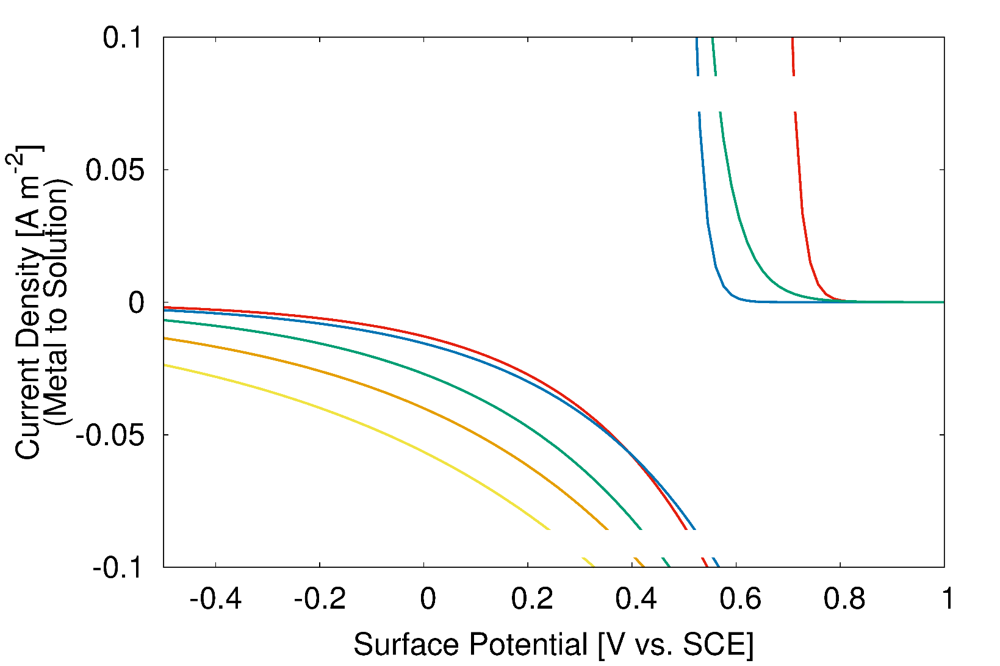 0.1
0.05
0
-0.05
-0.1
Current Density [A m-2]
(Metal to Solution)
-0.4 -0.2 0 0.2 0.4 0.6 0.8 1
Surface Potential [V vs. SCE]